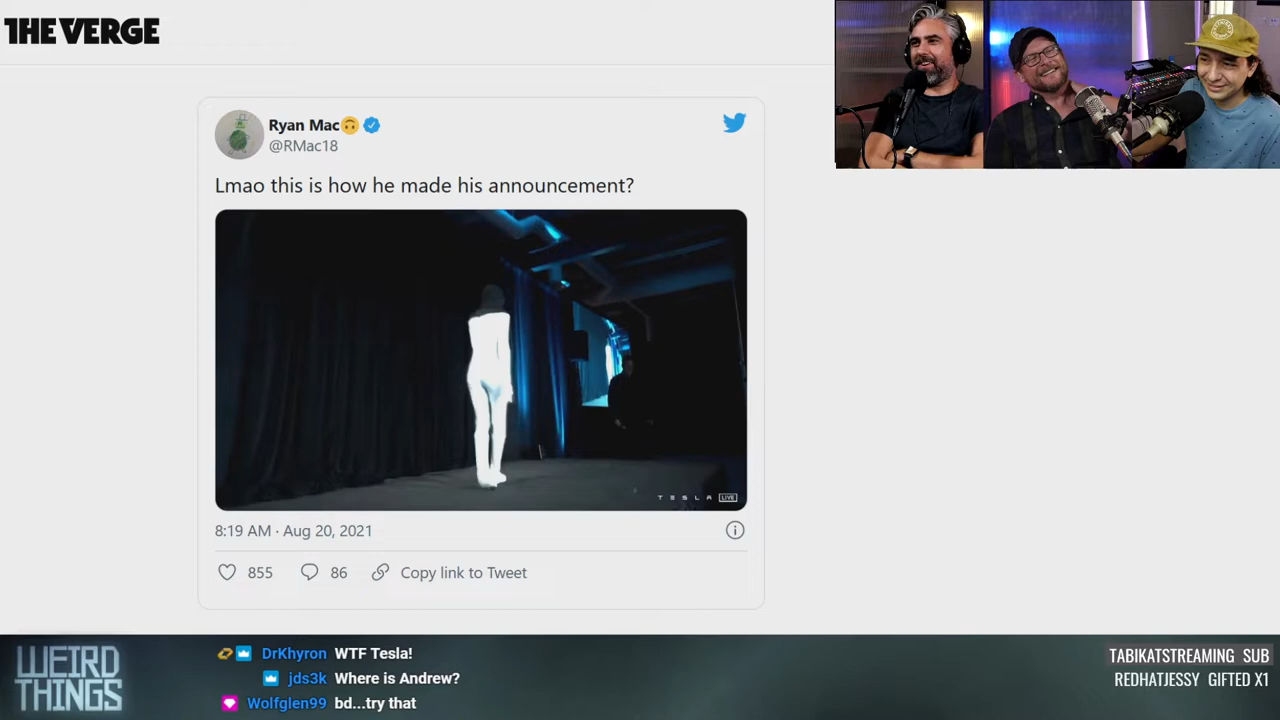 THE VERGE
Ryan Mac🙃
@RMac18
Lmao this is how he made his announcement?
TESLA LIVE
8:19 AM · Aug 20, 2021
855
86
Copy link to Tweet
WEIRD
THINGS
DrKhyron WTF Tesla!
jds3k Where is Andrew?
Wolfglen99 bd...try that
TABIKATSTREAMING SUB
REDHATJESSY GIFTED X1